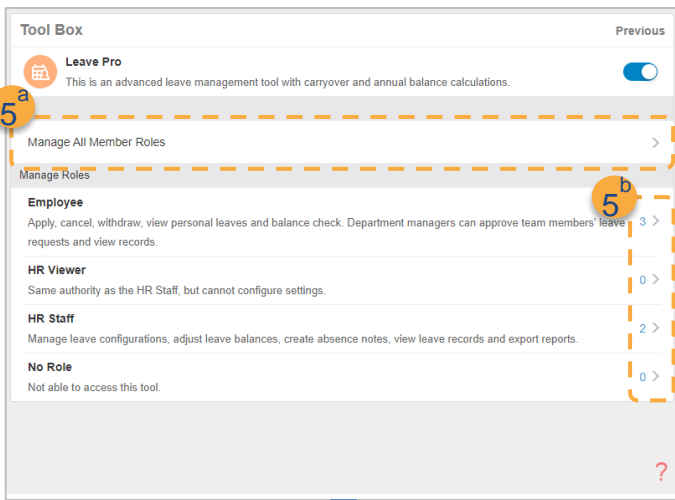 Tool Box
Previous
Leave Pro
This is an advanced leave management tool with carryover and annual balance calculations.
5a
Manage All Member Roles
Manage Roles
5b
Employee
Apply, cancel, withdraw, view personal leaves and balance check. Department managers can approve team members' leave
requests and view records.
3
HR Viewer
Same authority as the HR Staff, but cannot configure settings.
0
HR Staff
Manage leave configurations, adjust leave balances, create absence notes, view leave records and export reports.
2
No Role
Not able to access this tool.
0
?